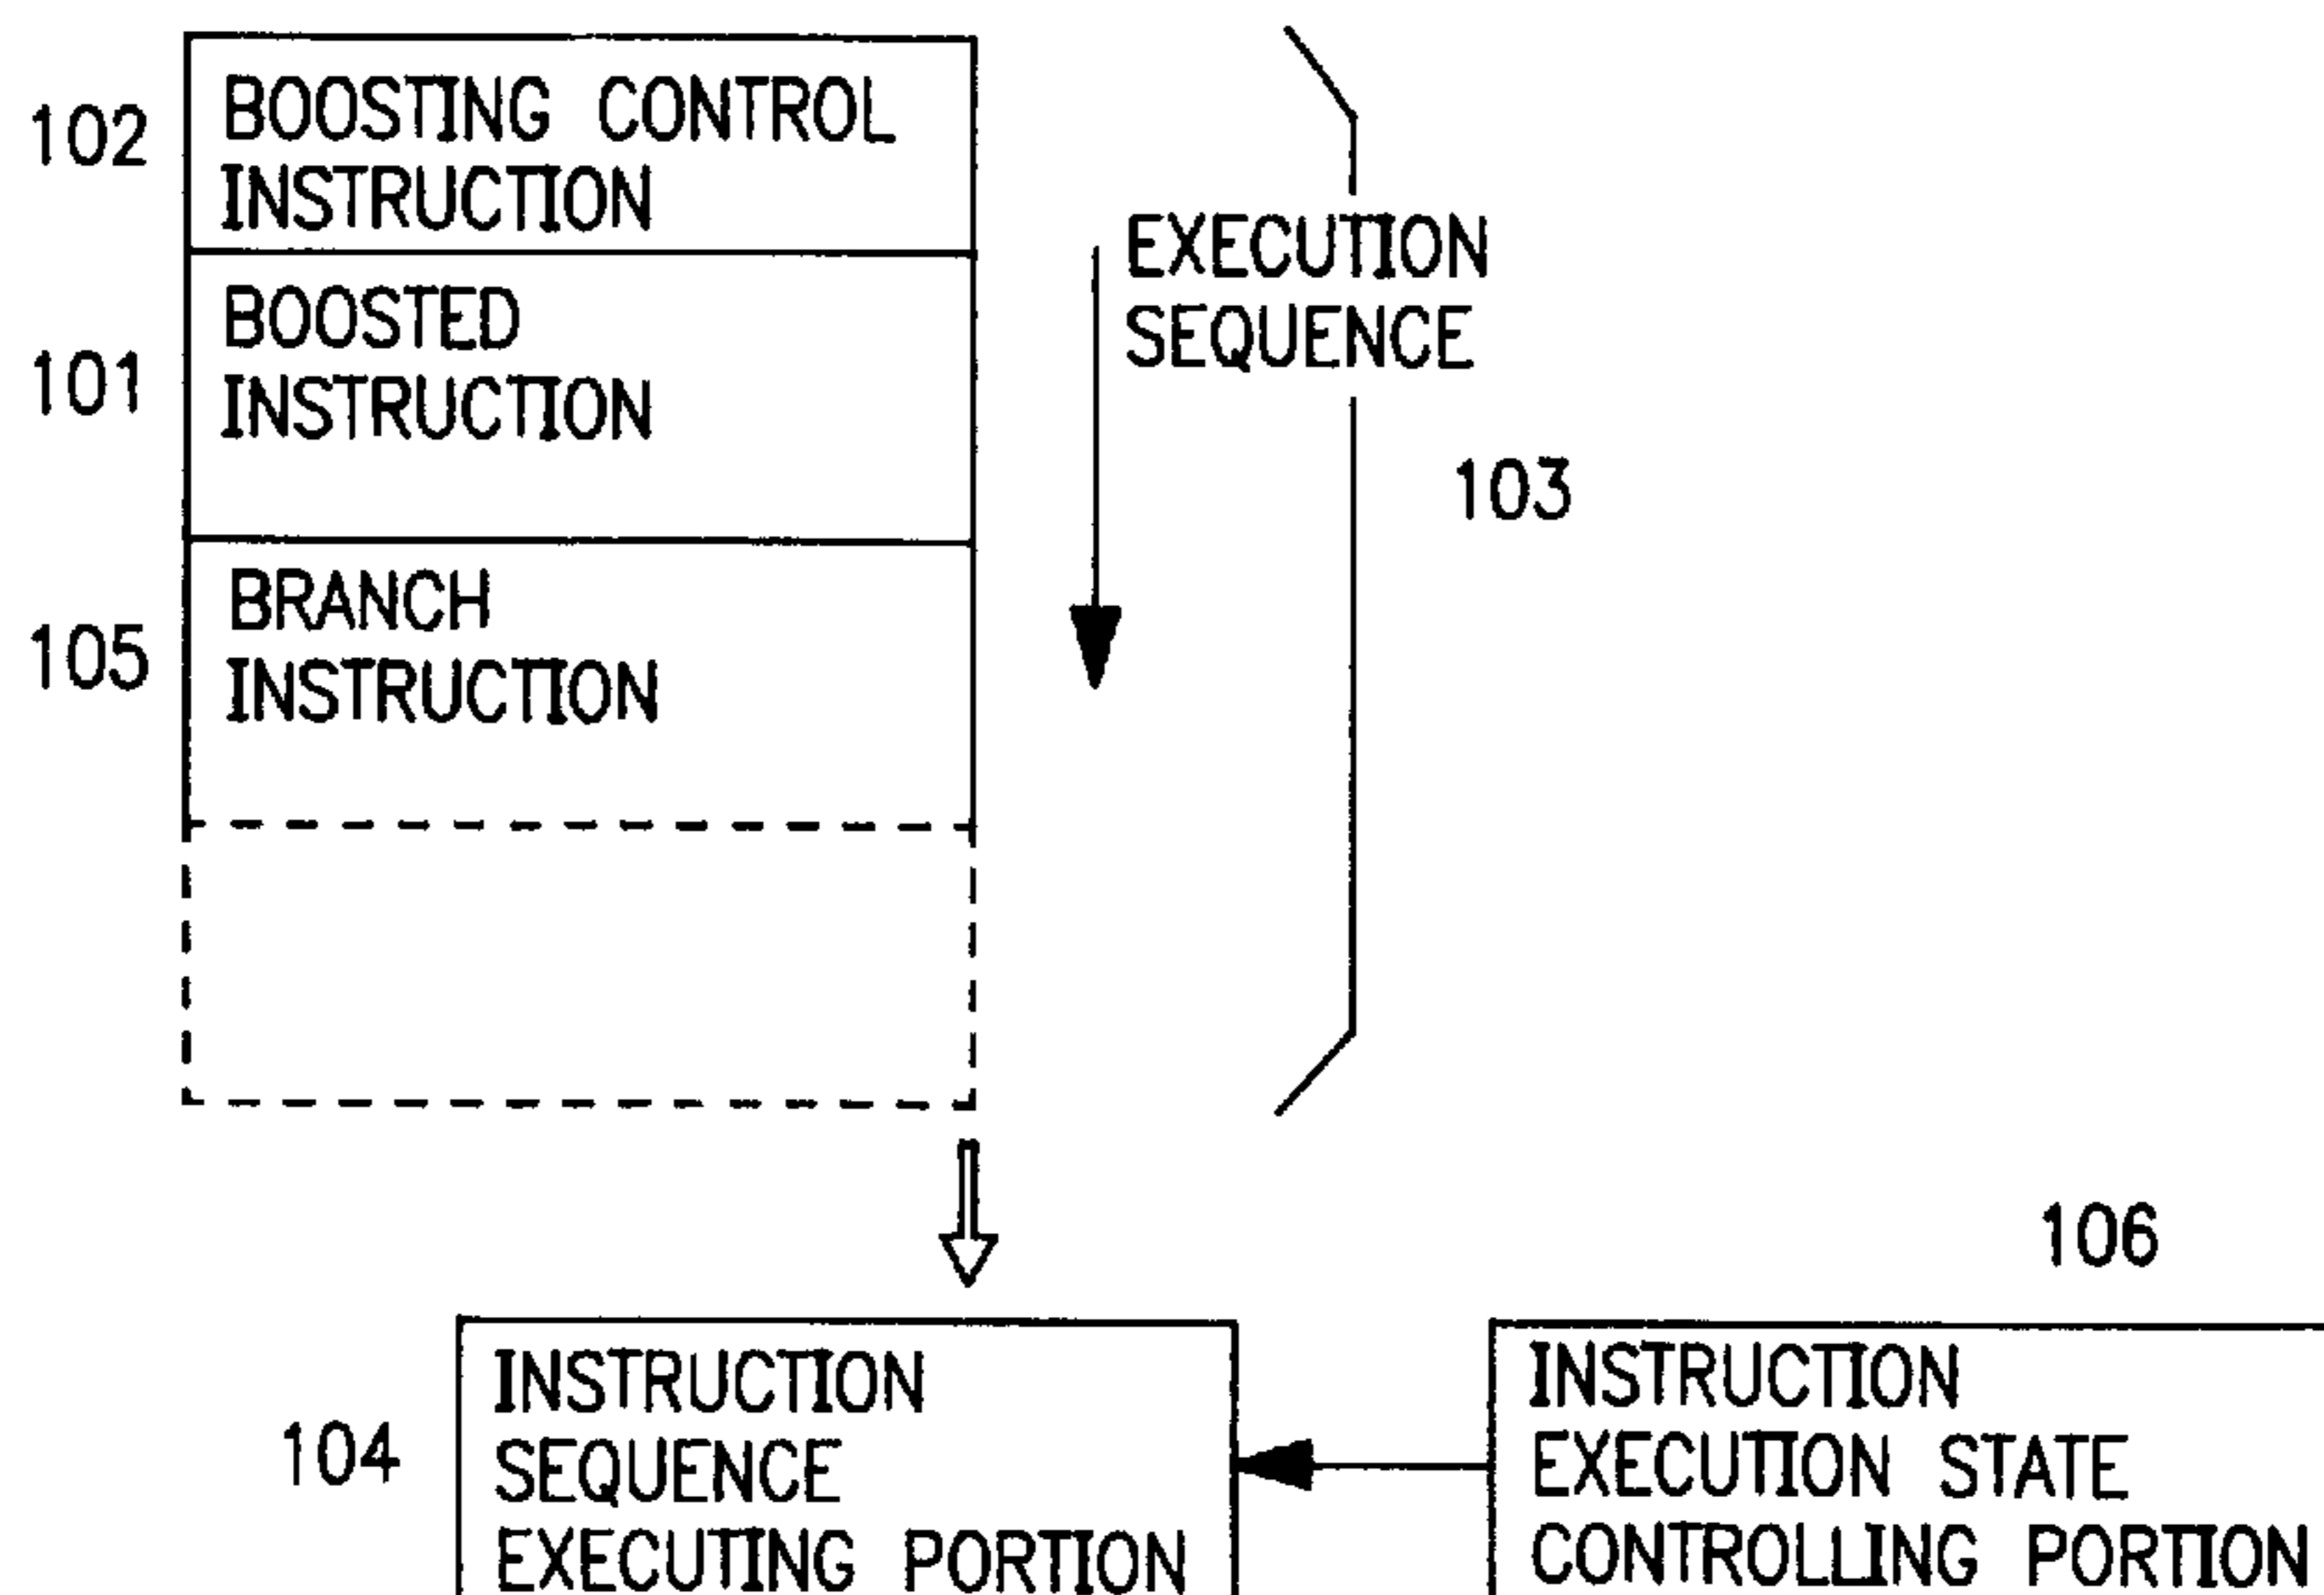 102
BOOSTING CONTROL
INSTRUCTION
101
BOOSTED
INSTRUCTION
105
BRANCH
INSTRUCTION
EXECUTION
SEQUENCE
103
104
INSTRUCTION
SEQUENCE
EXECUTING PORTION
106
INSTRUCTION
EXECUTION STATE
CONTROLLING PORTION